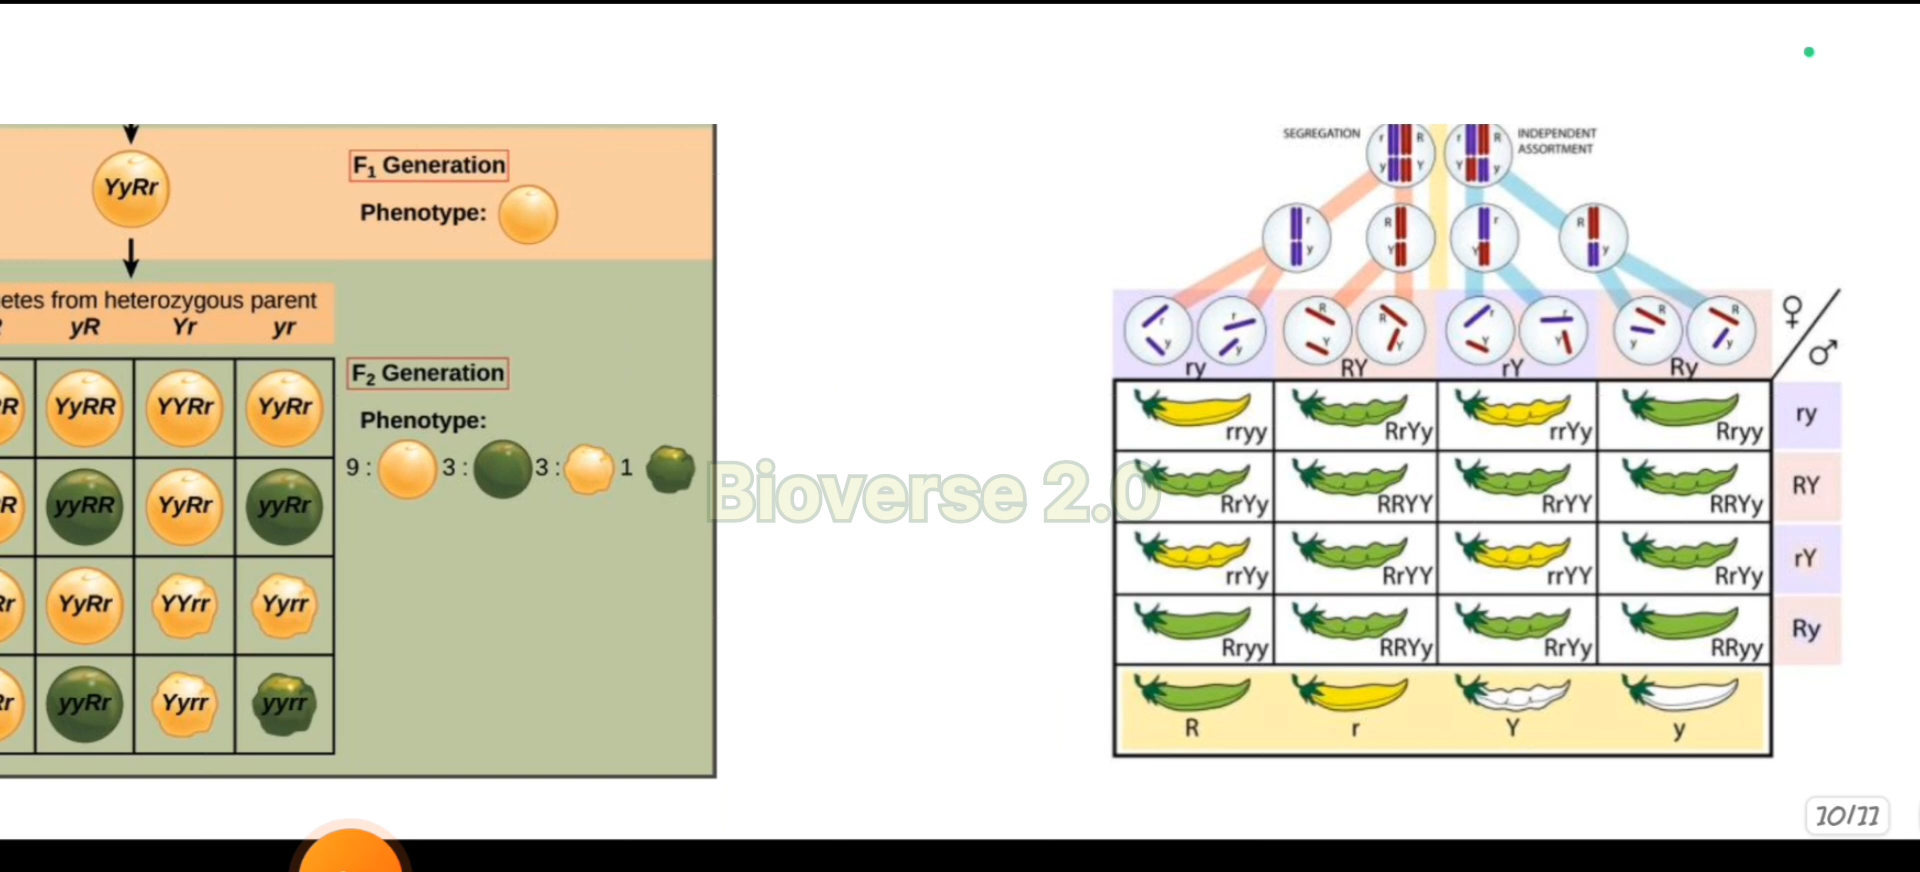 YyRr
F₁ Generation
Phenotype:
etes from heterozygous parent
yR Yr yr
R YyRR YYRr YyRr
R yyRR YyRr yyRr
Rr YyRr YYrr Yyrr
Rr yyRr Yyrr yyrr
F₂ Generation
Phenotype:
9 : 3 : 3 : 1
Bioverse 2.0
SEGREGATION
INDEPENDENT
ASSORTMENT
r R r R
y Y Y y
r R r R
y Y Y y
r r R R r r R R
y y Y Y Y Y y y
ry RY rY Ry
♀
♂
rryy RrYy rrYy Rryy ry
RrYy RRYY RrYY RRYy RY
rrYy RrYY rrYY RrYy rY
Rryy RRYy RrYy RRyy Ry
R r Y y
10/11